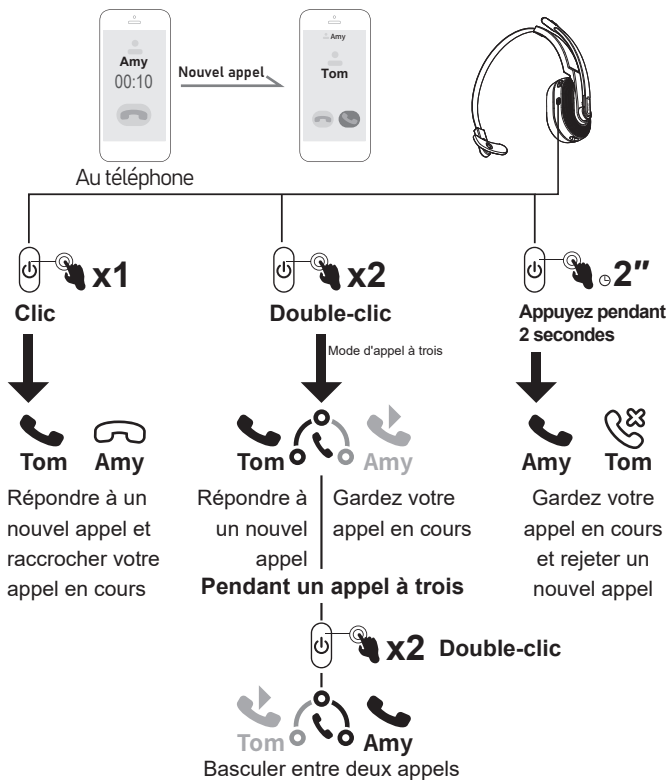 Amy
00:10
Nouvel appel
Amy
Tom
Au téléphone
x1
Clic
x2
Double-clic
Mode d'appel à trois
2"
Appuyez pendant
2 secondes
Tom Amy
Répondre à un
nouvel appel et
raccrocher votre
appel en cours
Tom Amy
Répondre à
un nouvel
appel
Gardez votre
appel en cours
Amy Tom
Gardez votre
appel en cours
et rejeter un
nouvel appel
Pendant un appel à trois
x2 Double-clic
Tom Amy
Basculer entre deux appels